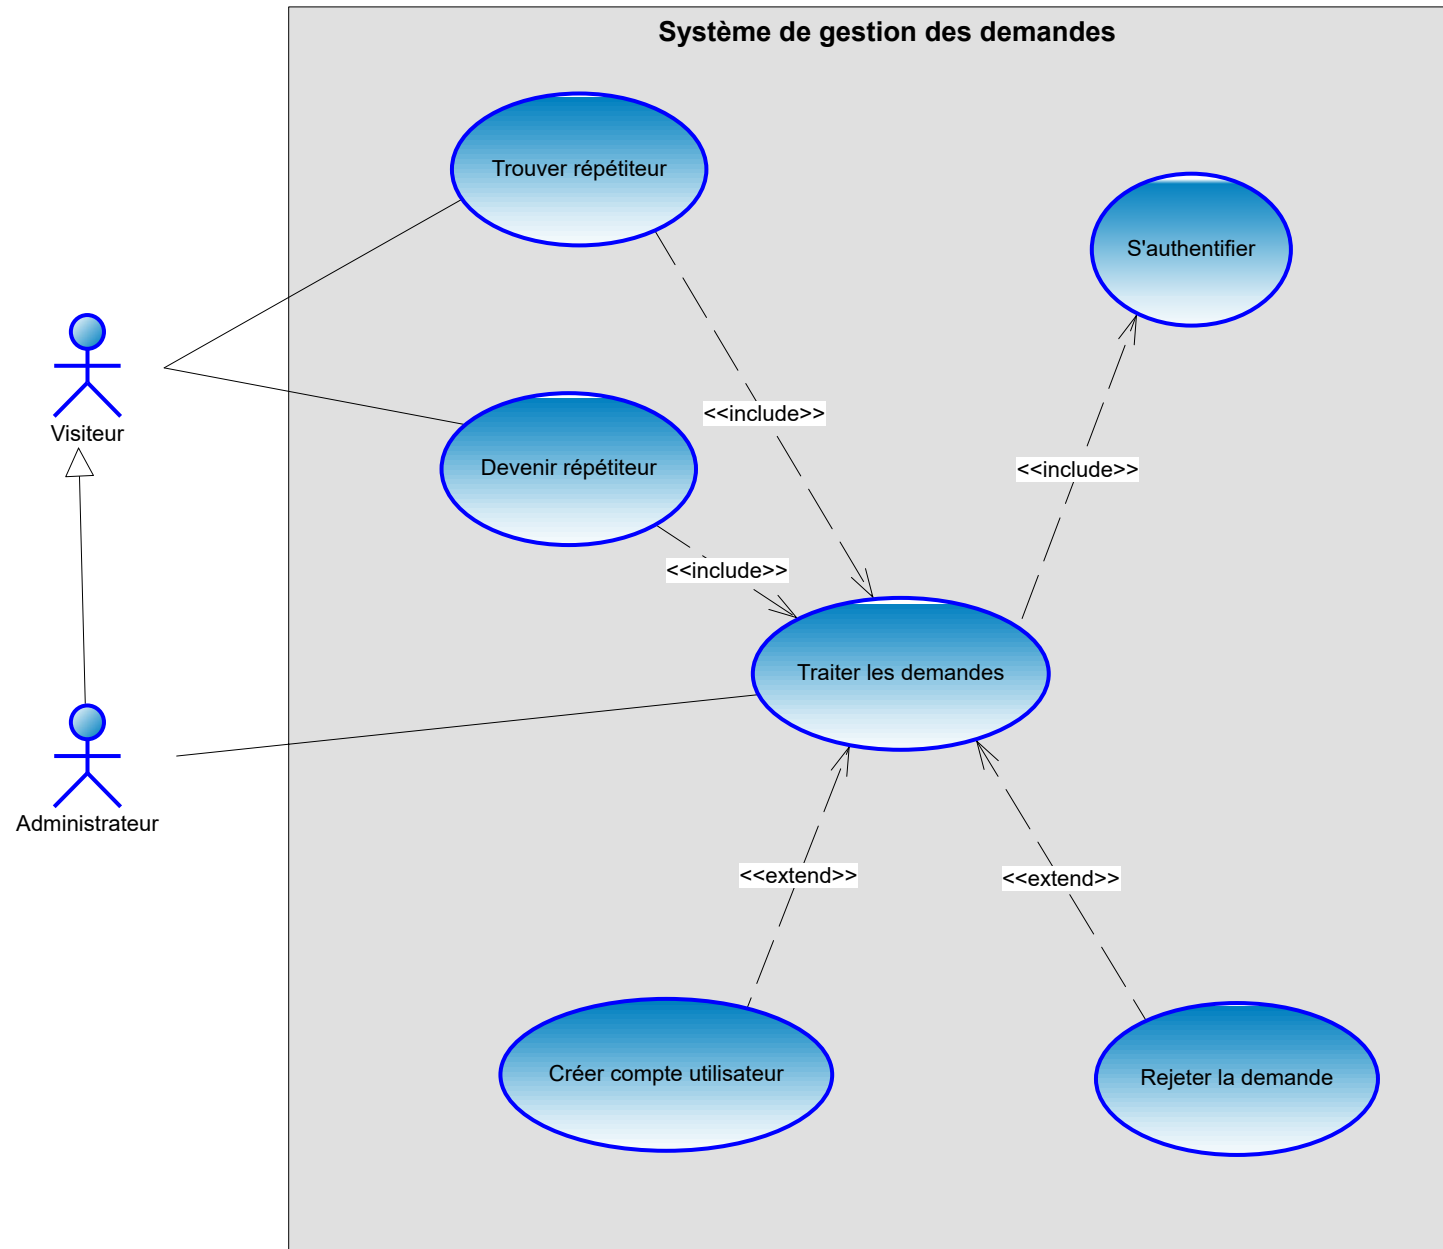 Système de gestion des demandes
Trouver répétiteur
S'authentifier
Visiteur
<<include>>
Devenir répétiteur
<<include>>
<<include>>
Traiter les demandes
Administrateur
<<extend>>
<<extend>>
Créer compte utilisateur
Rejeter la demande